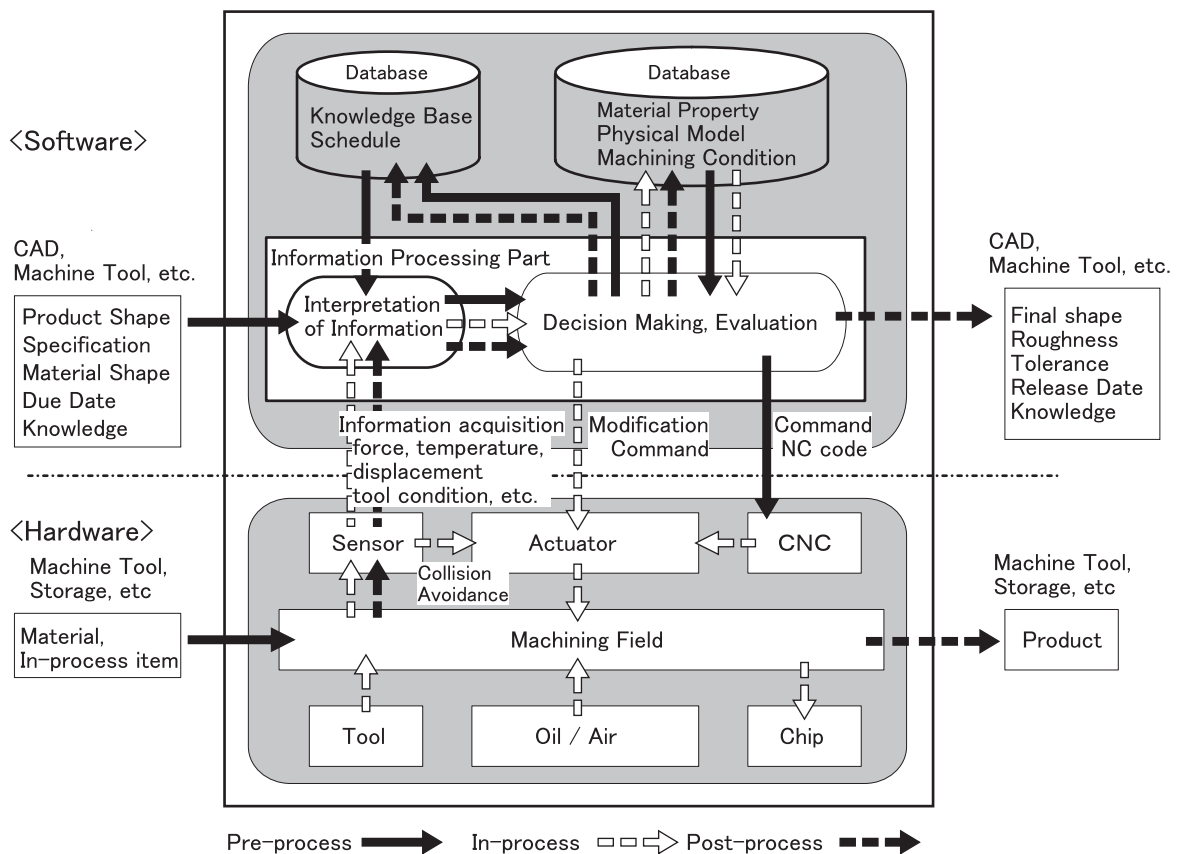 Database
Knowledge Base
Schedule
Database
Material Property
Physical Model
Machining Condition
<Software>
CAD,
Machine Tool, etc.
Product Shape
Specification
Material Shape
Due Date
Knowledge
Information Processing Part
Interpretation
of Information
Decision Making, Evaluation
CAD,
Machine Tool, etc.
Final shape
Roughness
Tolerance
Release Date
Knowledge
Information acquisition
force, temperature,
displacement
tool condition, etc.
Modification
Command
Command
NC code
<Hardware>
Machine Tool,
Storage, etc
Material,
In-process item
Sensor
Actuator
CNC
Collision
Avoidance
Machining Field
Machine Tool,
Storage, etc
Product
Tool
Oil / Air
Chip
Pre-process
In-process
Post-process